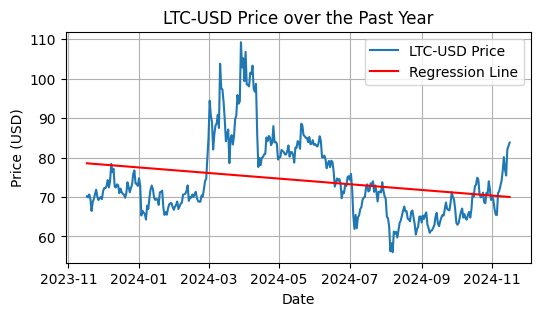 LTC-USD Price over the Past Year
LTC-USD Price
Regression Line
Price (USD)
110
100
90
80
70
60
2023-11
2024-01
2024-03
2024-05
2024-07
2024-09
2024-11
Date